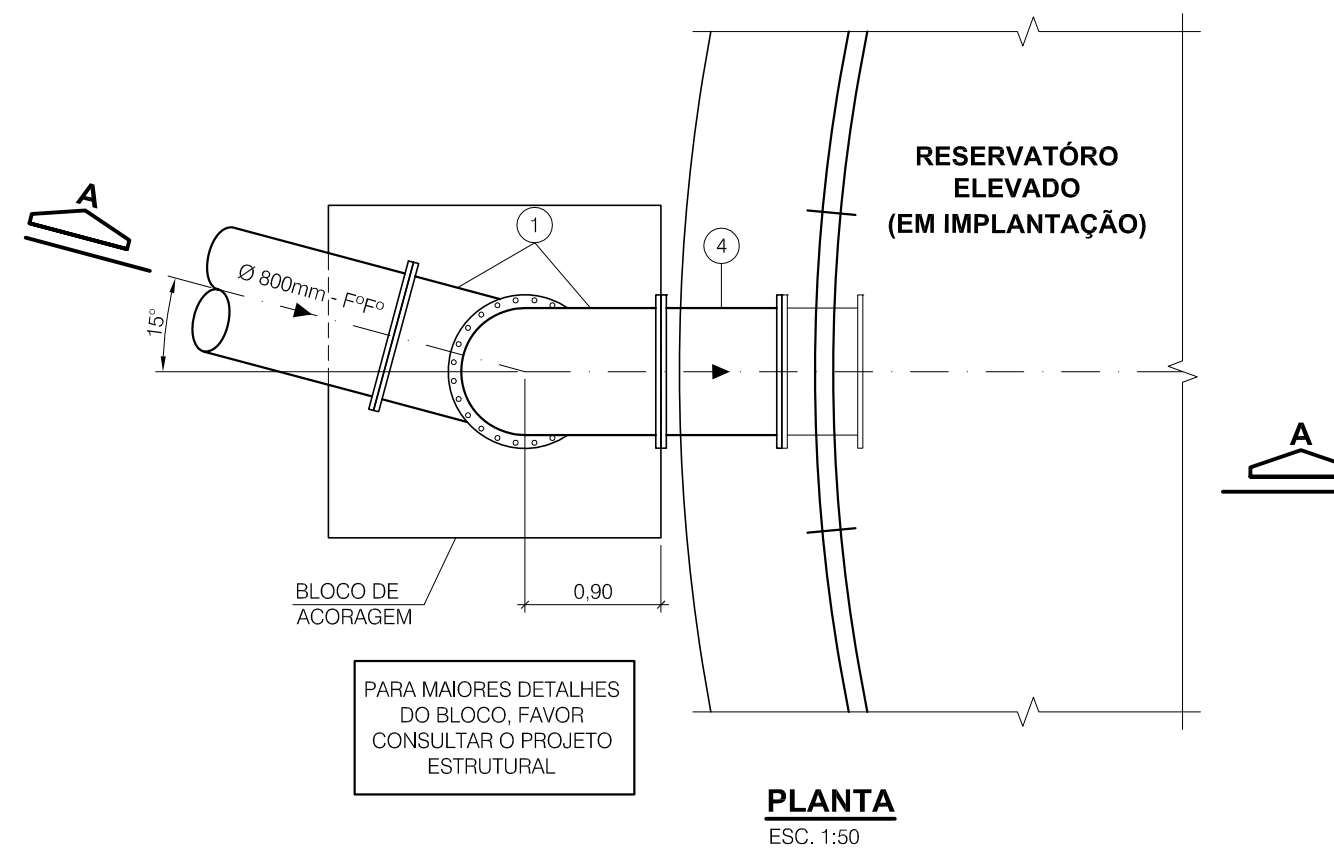 RESERVATÓRO
ELEVADO
(EM IMPLANTAÇÃO)
A
1
4
Ø 800mm - FºFº
15°
A
BLOCO DE
ACORAGEM
0,90
PARA MAIORES DETALHES
DO BLOCO, FAVOR
CONSULTAR O PROJETO
ESTRUTURAL
PLANTA
ESC. 1:50